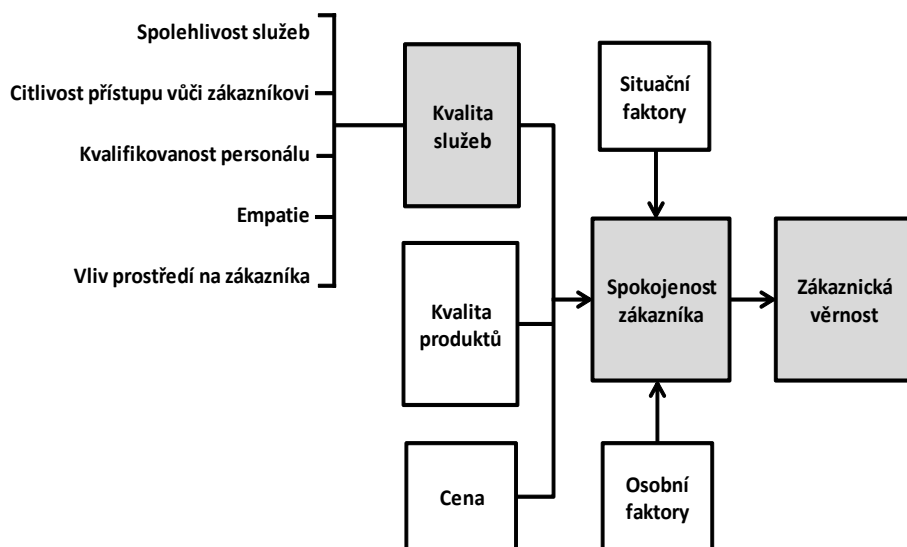 Spolehlivost služeb
Citlivost přístupu vůči zákazníkovi
Kvalifikovanost personálu
Empatie
Vliv prostředí na zákazníka
Kvalita
služeb
Kvalita
produktů
Cena
Situační
faktory
Spokojenost
zákazníka
Osobní
faktory
Zákaznická
věrnost